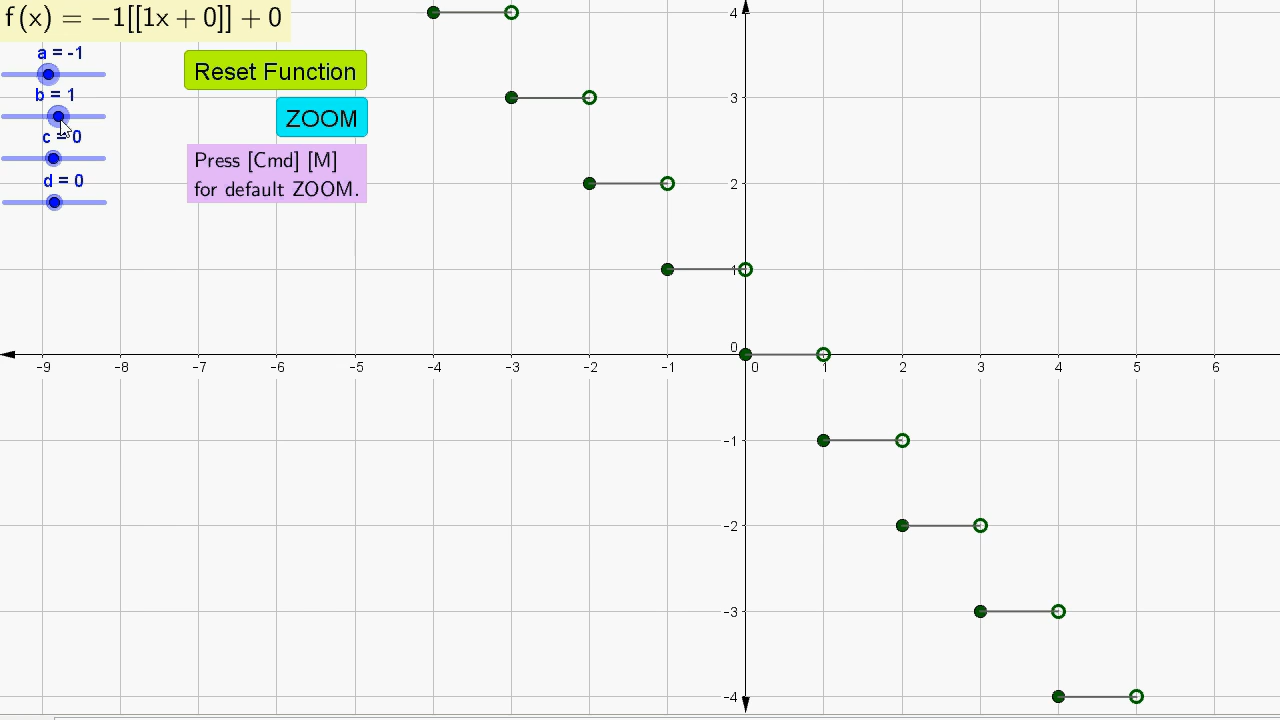 f(x) = −1[[1x + 0]] + 0
a = -1
b = 1
c = 0
d = 0
Reset Function
ZOOM
Press [Cmd] [M]
for default ZOOM.
4
3
2
1
0
-9 -8 -7 -6 -5 -4 -3 -2 -1 0 1 2 3 4 5 6
-1
-2
-3
-4